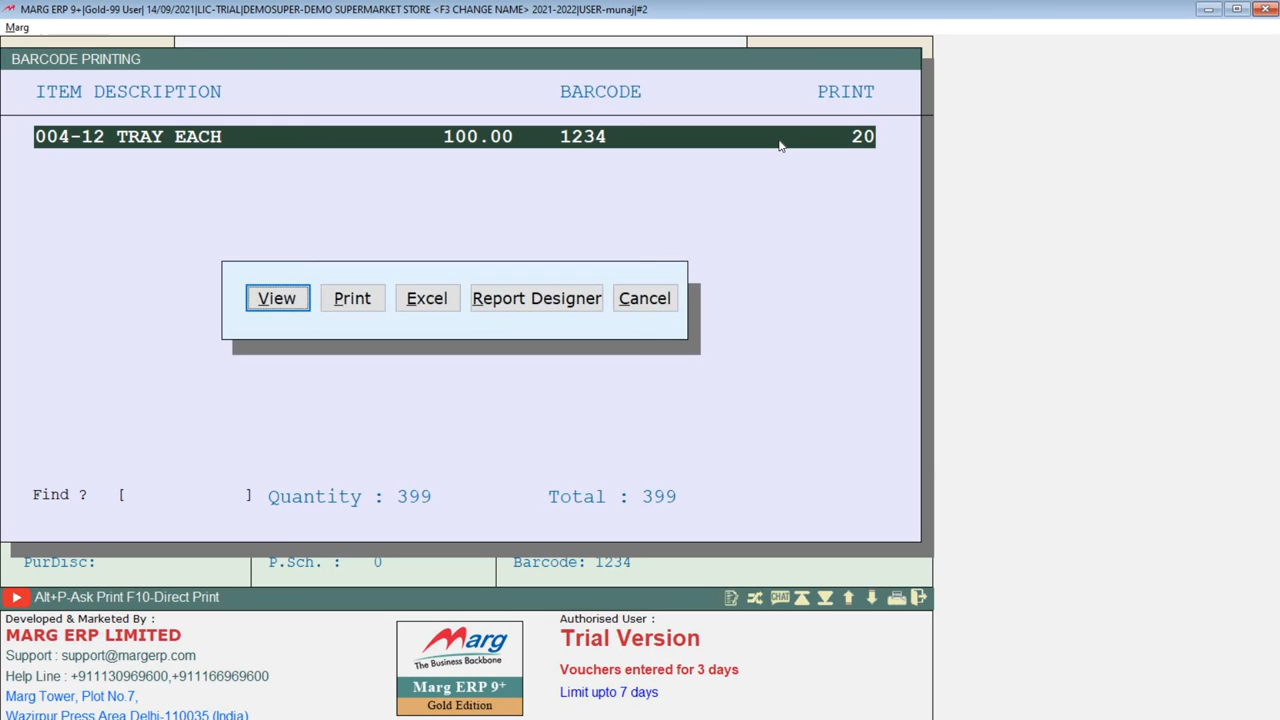 MARG ERP 9+|Gold-99 User| 14/09/2021|LIC-TRIAL|DEMOSUPER-DEMO SUPERMARKET STORE <F3 CHANGE NAME> 2021-2022|USER-munaj|#2
Marg
BARCODE PRINTING
ITEM DESCRIPTION BARCODE PRINT
004-12 TRAY EACH 100.00 1234 20
View Print Excel Report Designer Cancel
Find ? [ ] Quantity : 399 Total : 399
PurDisc: P.Sch. : 0 Barcode: 1234
Alt+P-Ask Print F10-Direct Print
CHAT
Developed & Marketed By :
MARG ERP LIMITED
Support : support@margerp.com
Help Line : +911130969600,+911166969600
Marg Tower, Plot No.7,
Wazirpur Press Area Delhi-110035 (India)
Marg
The Business Backbone
Marg ERP 9+
Gold Edition
Authorised User :
Trial Version
Vouchers entered for 3 days
Limit upto 7 days